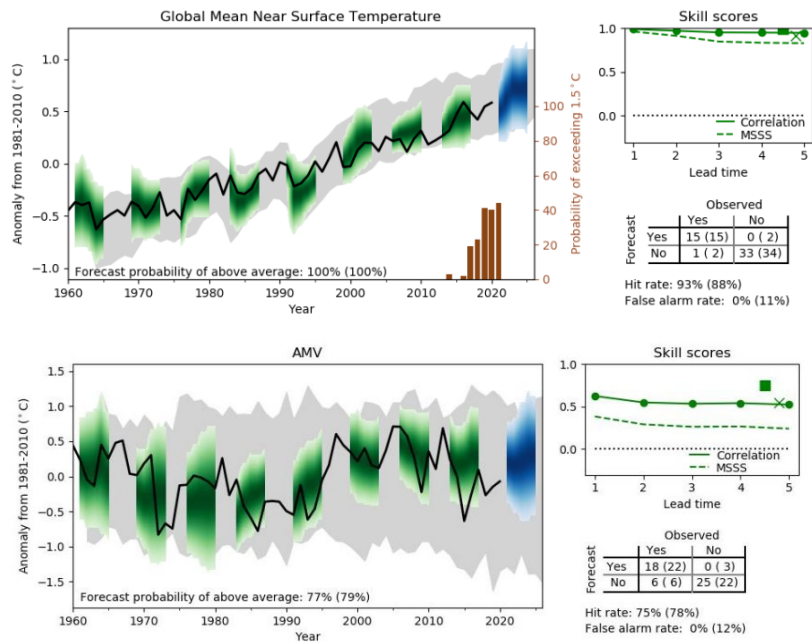 Global Mean Near Surface Temperature
Anomaly from 1981-2010 (°C)
1.0
0.5
0.0
−0.5
−1.0
Forecast probability of above average: 100% (100%)
1960 1970 1980 1990 2000 2010 2020
Year
100
80
60
40
20
0
Probability of exceeding 1.5°C
Skill scores
1.0
0.5
0.0
Correlation
MSSS
1 2 3 4 5
Lead time
Observed
Yes No
Forecast
Yes 15 (15) 0 ( 2)
No 1 ( 2) 33 (34)
Hit rate: 93% (88%)
False alarm rate: 0% (11%)
AMV
Anomaly from 1981-2010 (°C)
1.5
1.0
0.5
0.0
−0.5
−1.0
−1.5
Forecast probability of above average: 77% (79%)
1960 1970 1980 1990 2000 2010 2020
Year
Skill scores
1.0
0.5
0.0
Correlation
MSSS
1 2 3 4 5
Lead time
Observed
Yes No
Forecast
Yes 18 (22) 0 ( 3)
No 6 ( 6) 25 (22)
Hit rate: 75% (78%)
False alarm rate: 0% (12%)